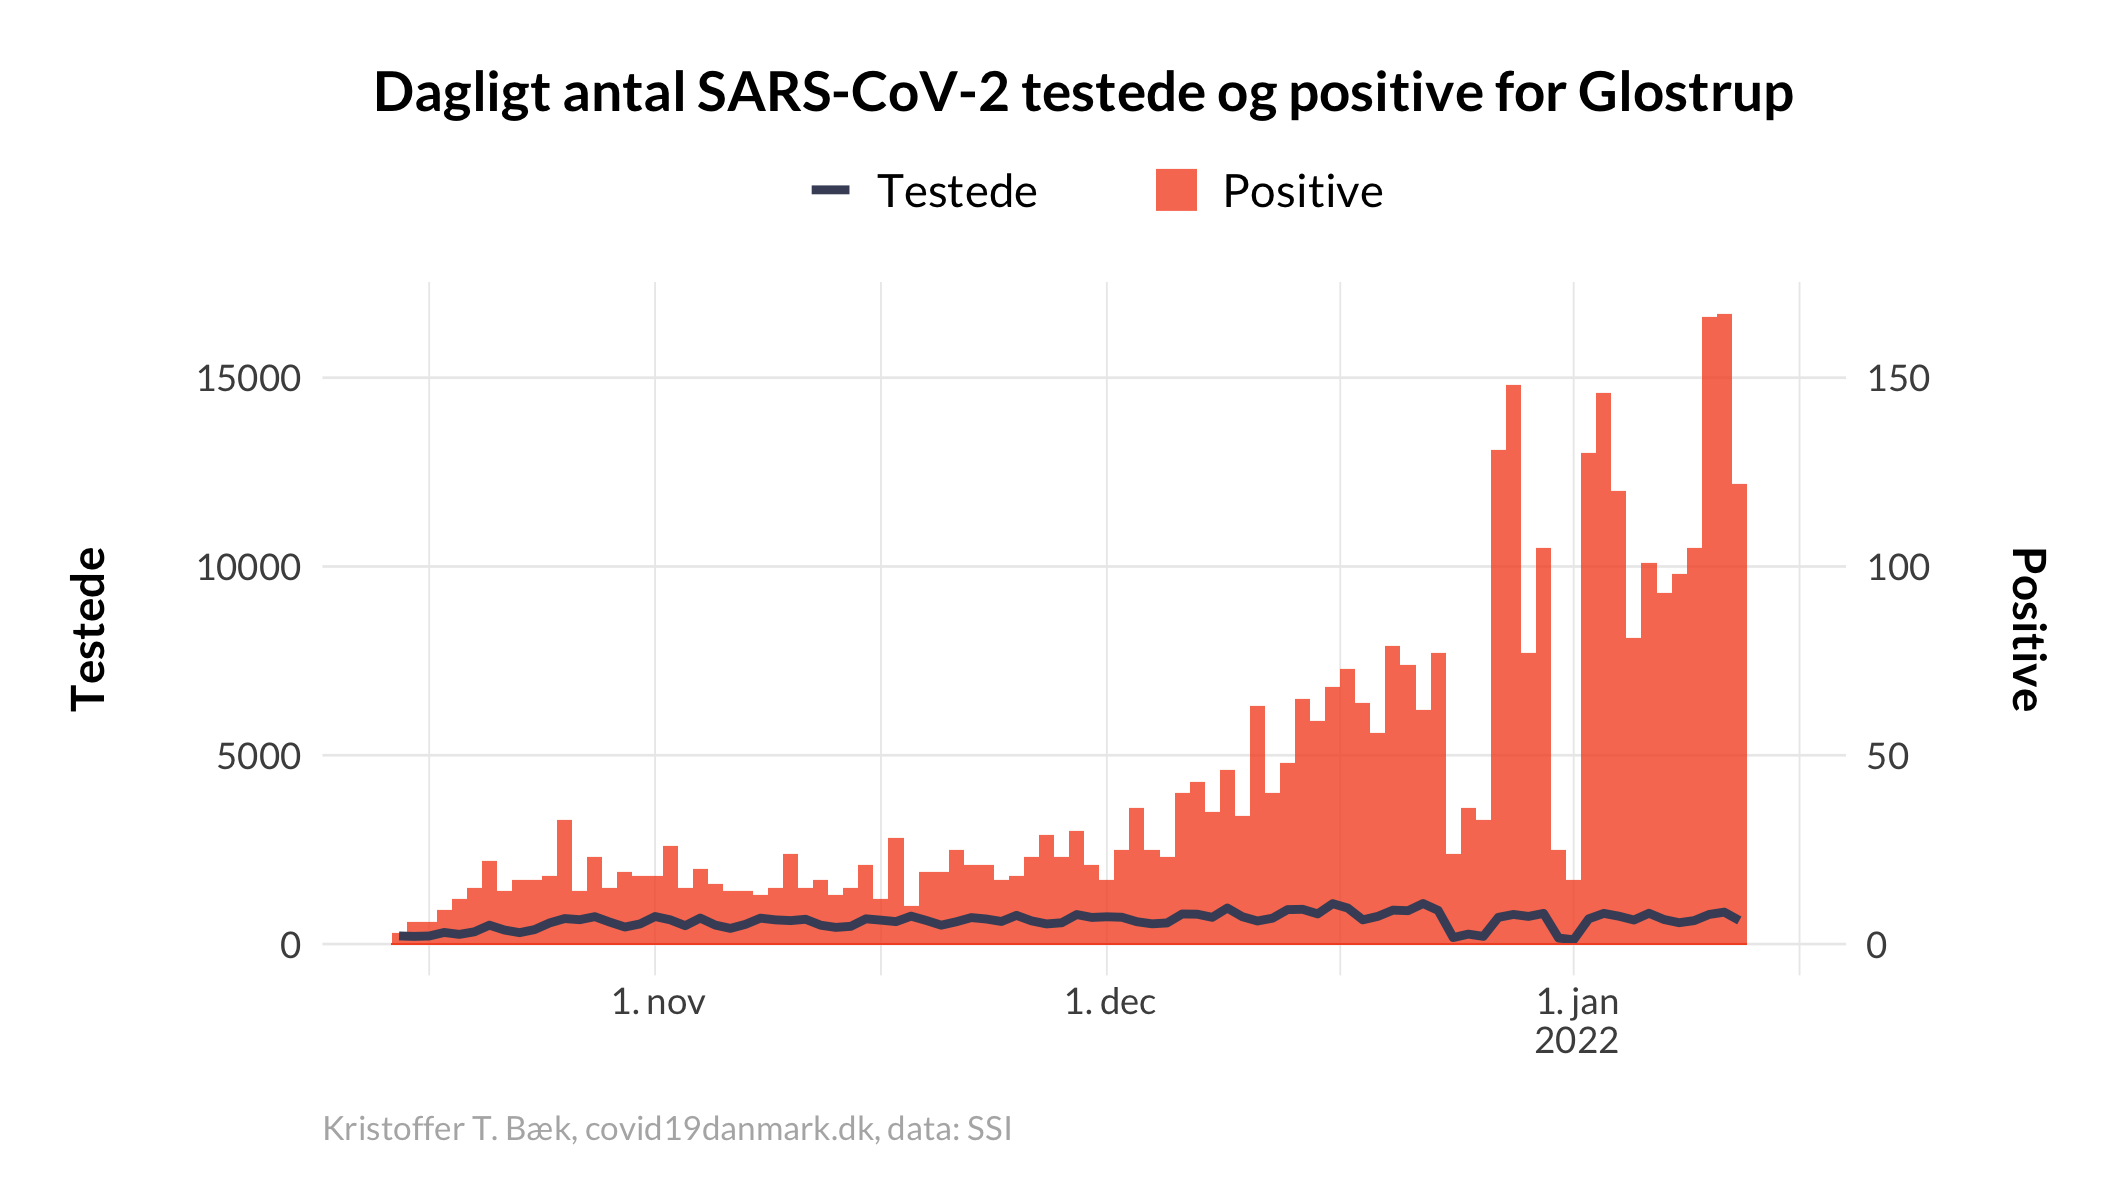 Dagligt antal SARS-CoV-2 testede og positive for Glostrup
Testede Positive
15000 150
10000 100
5000 50
0 0
Testede
Positive
1. nov 1. dec 1. jan
2022
Kristoffer T. Bæk, covid19danmark.dk, data: SSI